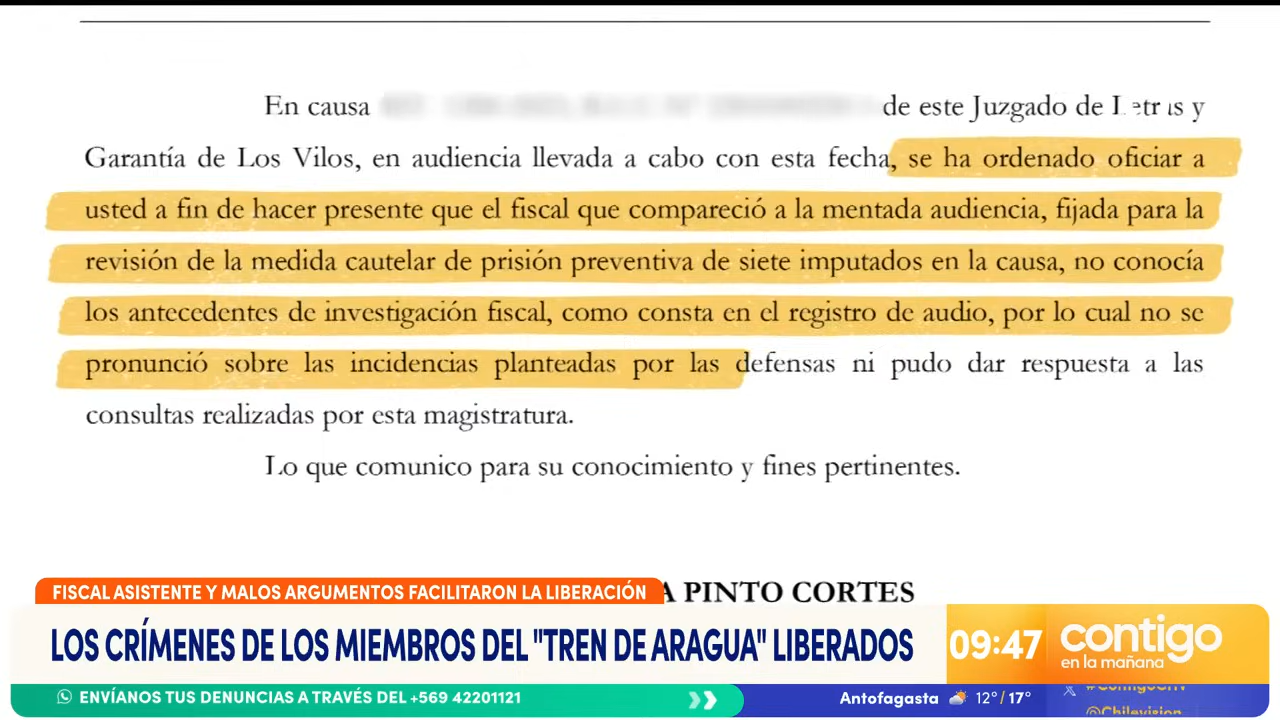 En causa de este Juzgado de Letras y
Garantía de Los Vilos, en audiencia llevada a cabo con esta fecha, se ha ordenado oficiar a
usted a fin de hacer presente que el fiscal que compareció a la mentada audiencia, fijada para la
revisión de la medida cautelar de prisión preventiva de siete imputados en la causa, no conocía
los antecedentes de investigación fiscal, como consta en el registro de audio, por lo cual no se
pronunció sobre las incidencias planteadas por las defensas ni pudo dar respuesta a las
consultas realizadas por esta magistratura.
Lo que comunico para su conocimiento y fines pertinentes.
PINTO CORTES
FISCAL ASISTENTE Y MALOS ARGUMENTOS FACILITARON LA LIBERACIÓN
LOS CRÍMENES DE LOS MIEMBROS DEL "TREN DE ARAGUA" LIBERADOS
09:47
contigo
en la mañana
ENVÍANOS TUS DENUNCIAS A TRAVÉS DEL +569 42201121
Antofagasta 12°/17°
@Chilevision